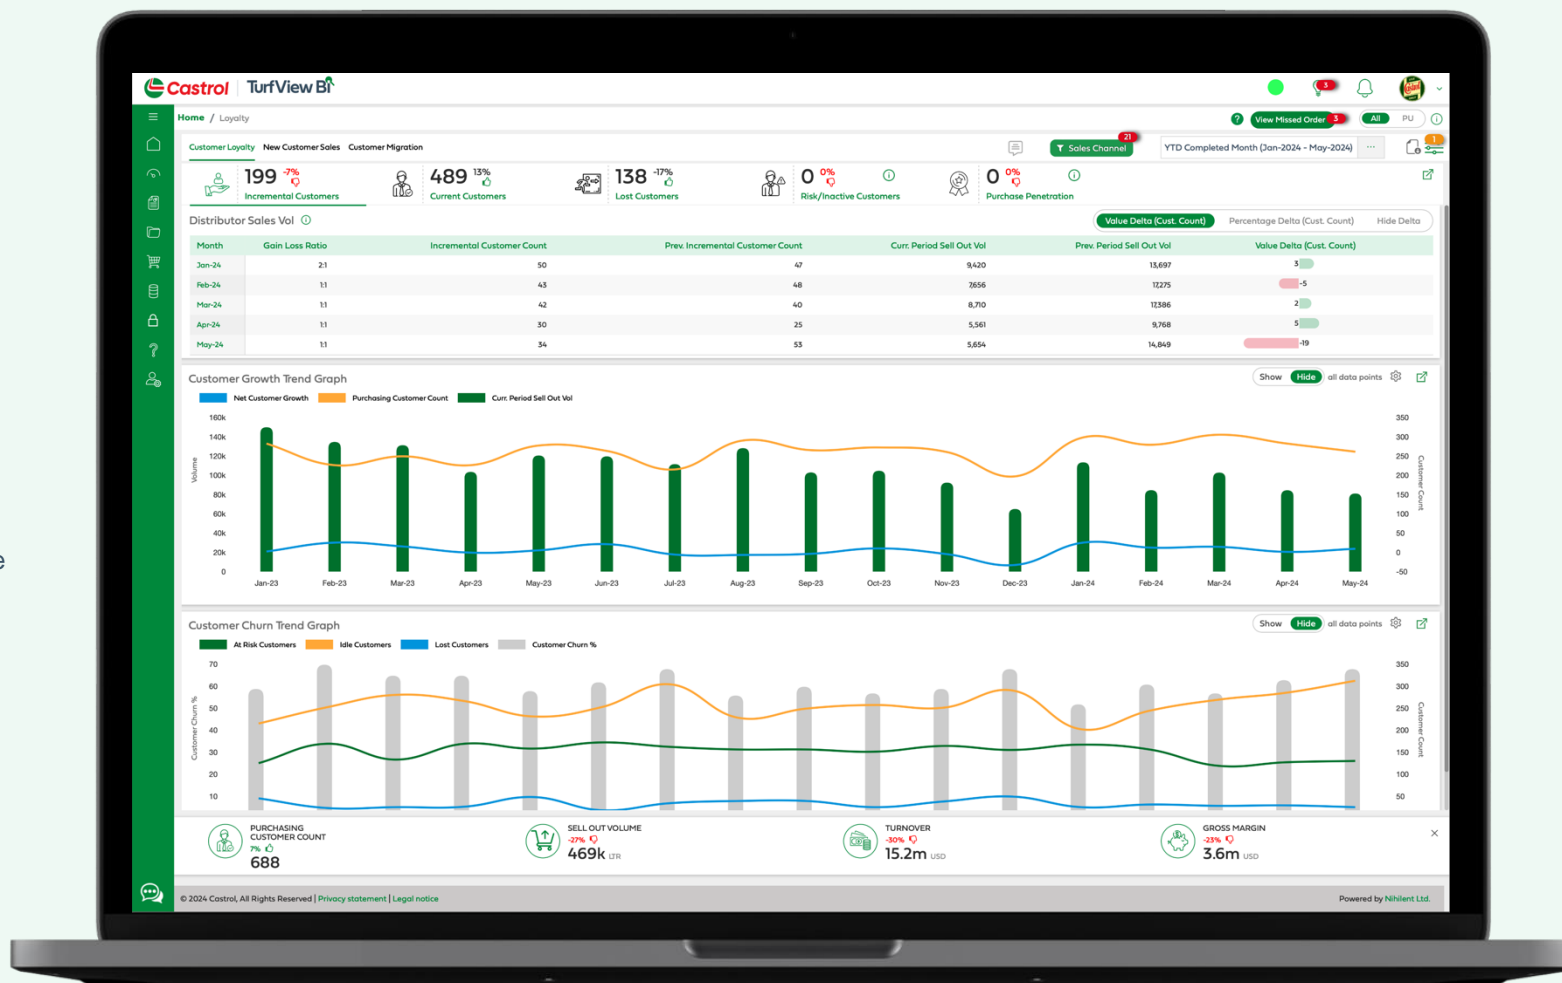 Castrol TurfView BI
3
Home / Loyalty
? View Missed Order 3 All PU
Customer Loyalty New Customer Sales Customer Migration
21
Sales Channel
YTD Completed Month (Jan-2024 - May-2024) ...
1
199 -7%
Incremental Customers
489 13%
Current Customers
138 -17%
Lost Customers
0 0%
Risk/Inactive Customers
0 0%
Purchase Penetration
Distributor Sales Vol
Value Delta (Cust. Count) Percentage Delta (Cust. Count) Hide Delta
Month Gain Loss Ratio Incremental Customer Count Prev. Incremental Customer Count Curr. Period Sell Out Vol Prev. Period Sell Out Vol Value Delta (Cust. Count)
Jan-24 2:1 50 47 9,420 13,697 3
Feb-24 1:1 43 48 7,656 17,275 -5
Mar-24 1:1 42 40 8,710 17,386 2
Apr-24 1:1 30 25 5,561 9,768 5
May-24 1:1 34 53 5,654 14,849 -19
Customer Growth Trend Graph
Show Hide all data points
Net Customer Growth Purchasing Customer Count Curr. Period Sell Out Vol
Volume
160k
140k
120k
100k
80k
60k
40k
20k
0
350
300
250
200
150
100
50
0
-50
Customer Count
Jan-23 Feb-23 Mar-23 Apr-23 May-23 Jun-23 Jul-23 Aug-23 Sep-23 Oct-23 Nov-23 Dec-23 Jan-24 Feb-24 Mar-24 Apr-24 May-24
e
Customer Churn Trend Graph
Show Hide all data points
At Risk Customers Idle Customers Lost Customers Customer Churn %
Customer Churn %
70
60
50
40
30
20
10
350
300
250
200
150
100
50
Customer Count
PURCHASING
CUSTOMER COUNT
7%
688
SELL OUT VOLUME
-27%
469k LTR
TURNOVER
-30%
15.2m USD
GROSS MARGIN
-23%
3.6m USD
© 2024 Castrol, All Rights Reserved | Privacy statement | Legal notice
Powered by Nihilent Ltd.